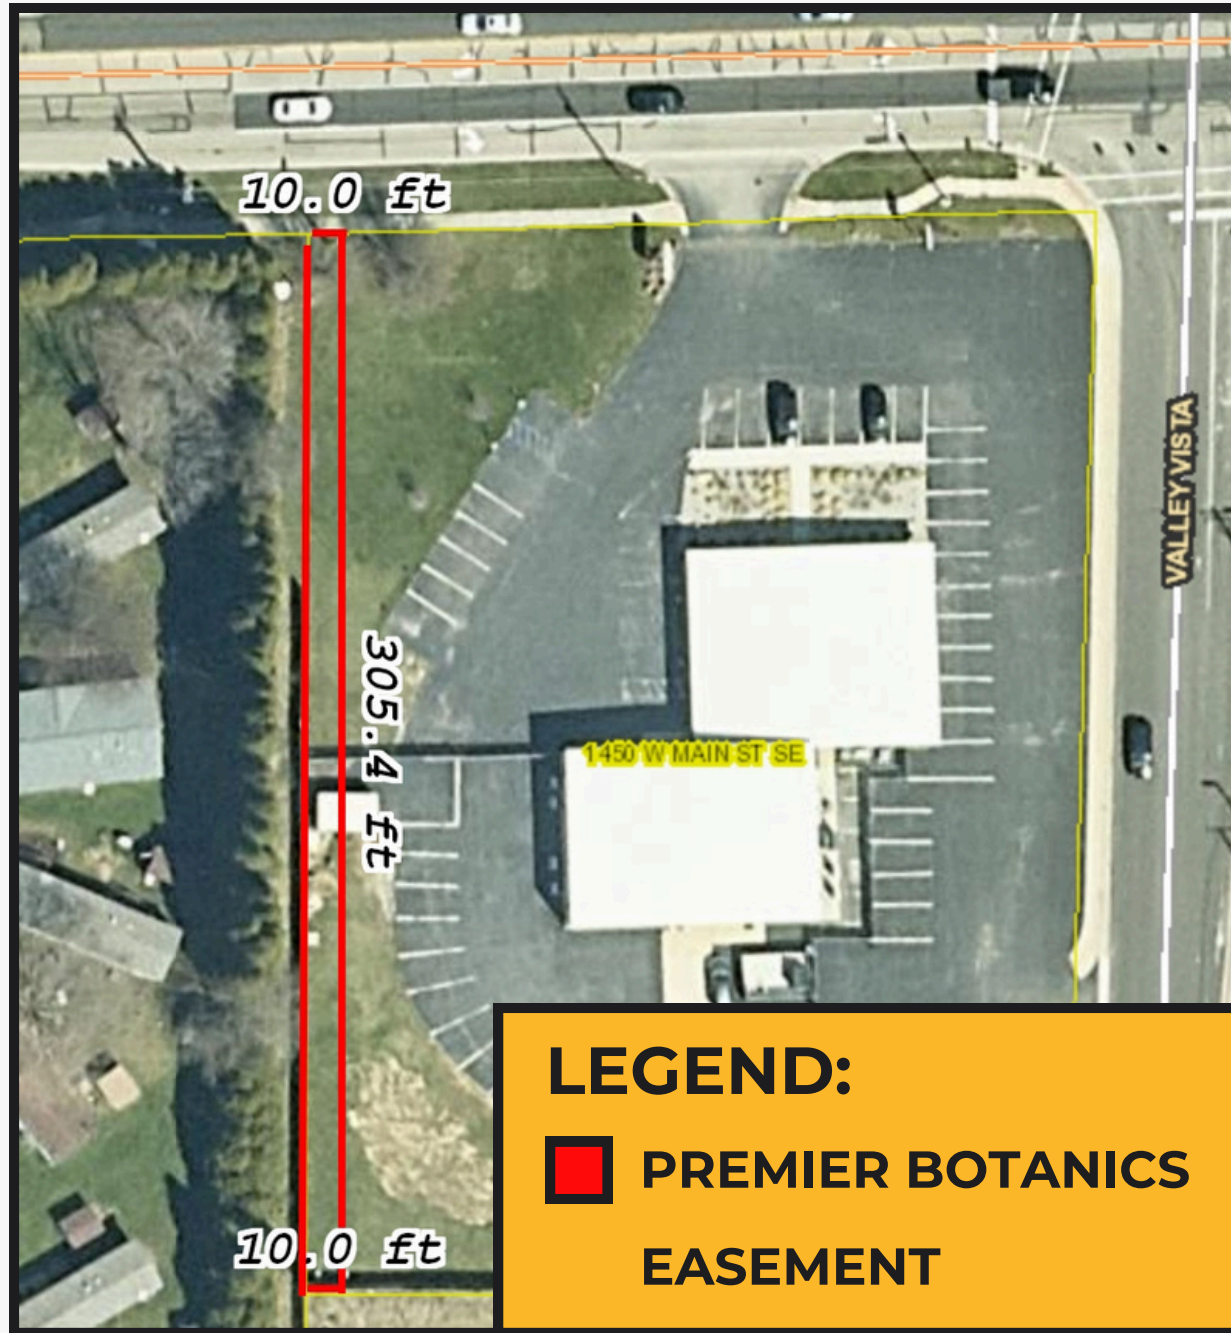 10.0 ft
VALLEY VISTA
305.4 ft
1450 W MAIN ST SE
LEGEND:
PREMIER BOTANICS
EASEMENT
10.0 ft